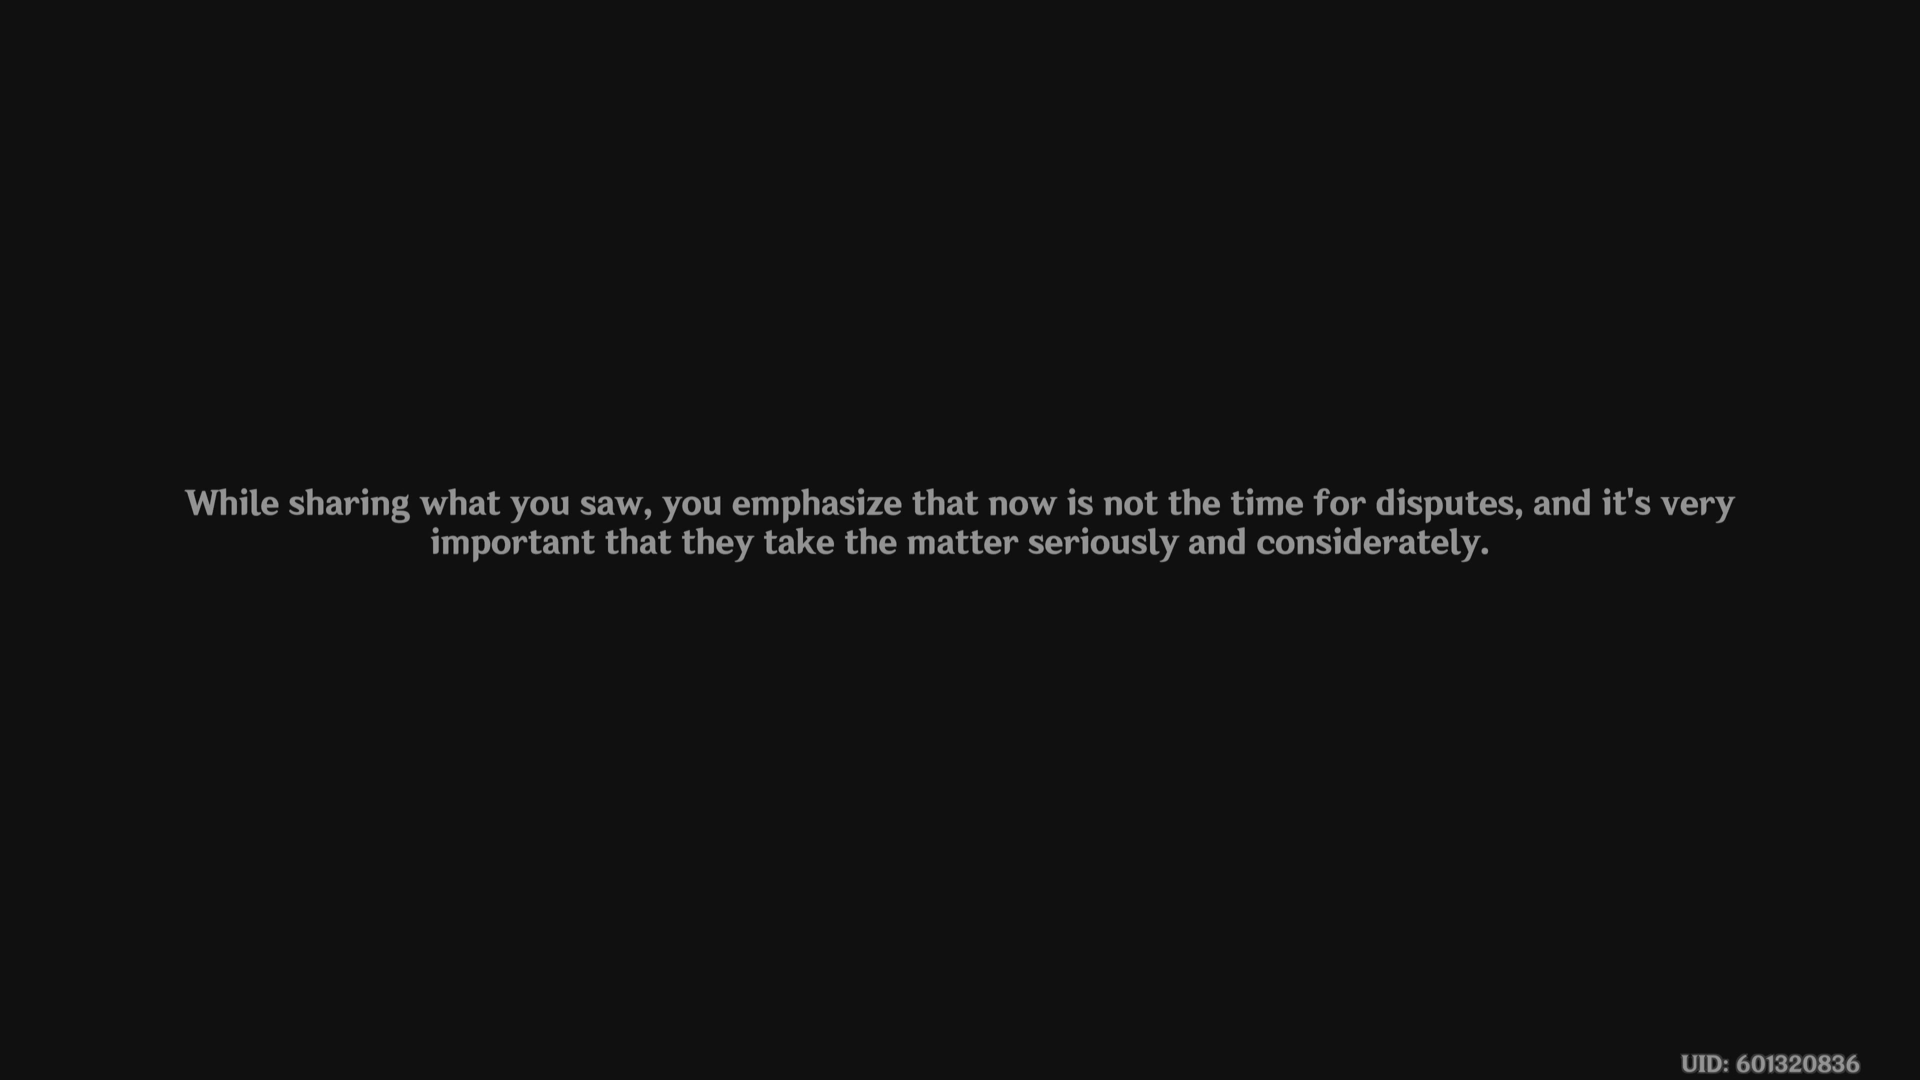 While sharing what you saw, you emphasize that now is not the time for disputes, and it's very
important that they take the matter seriously and considerately.
UID: 601320836